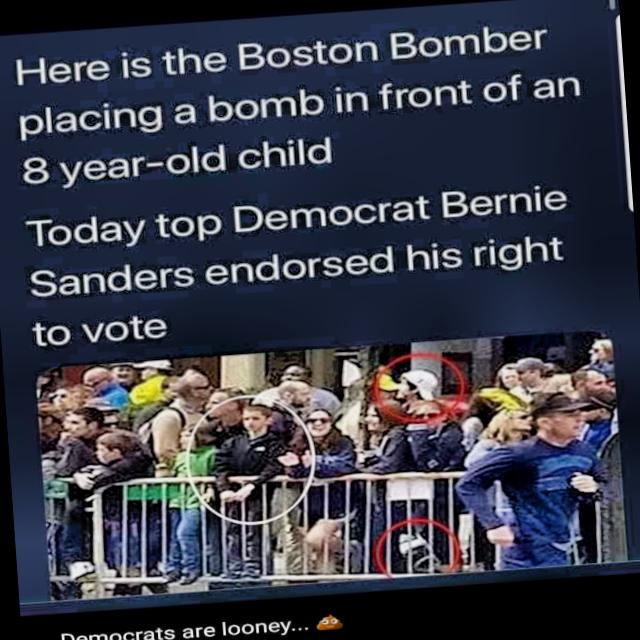 Here is the Boston Bomber
placing a bomb in front of an
8 year-old child
Today top Democrat Bernie
Sanders endorsed his right
to vote
Democrats are looney... 💩